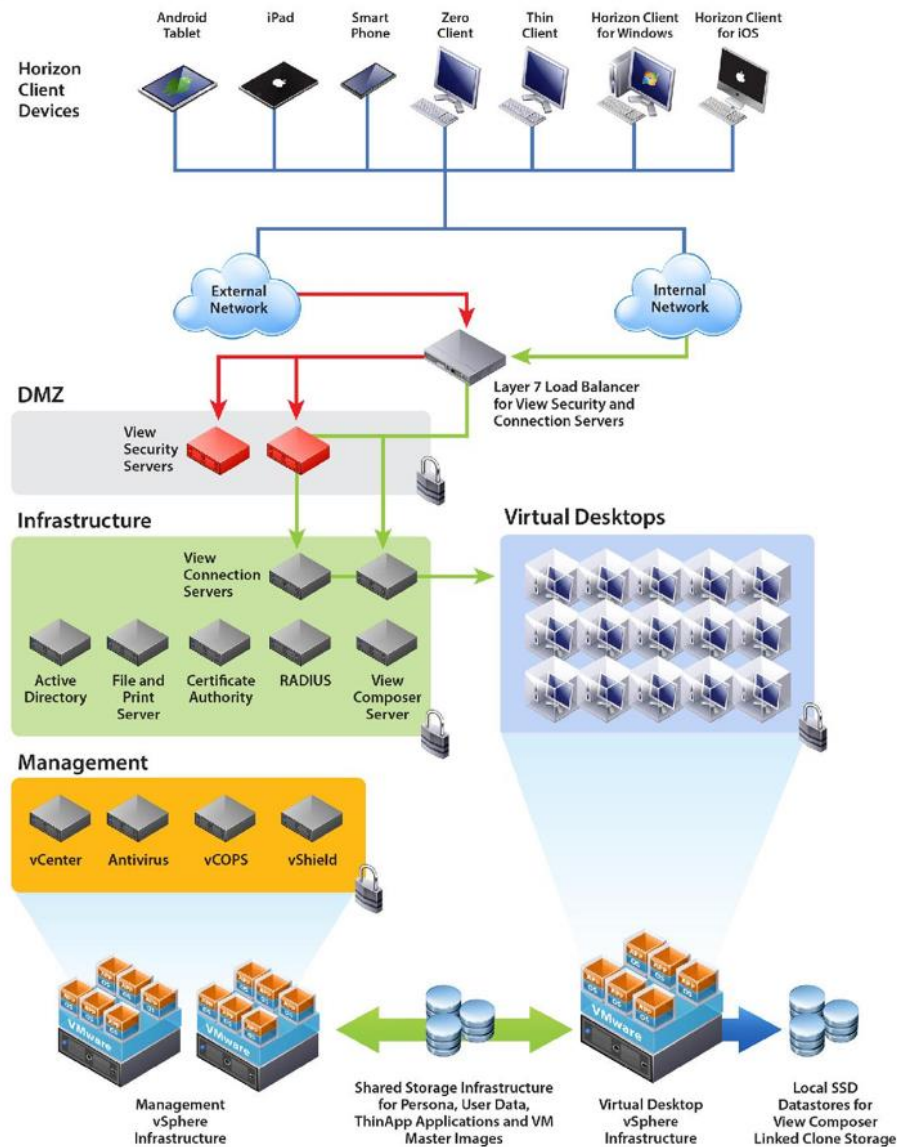 Android
Tablet
iPad
Smart
Phone
Zero
Client
Thin
Client
Horizon Client
for Windows
Horizon Client
for iOS
Horizon
Client
Devices
External
Network
Internal
Network
Layer 7 Load Balancer
for View Security and
Connection Servers
DMZ
View
Security
Servers
Infrastructure
View
Connection
Servers
Active
Directory
File and
Print
Server
Certificate
Authority
RADIUS
View
Composer
Server
Virtual Desktops
Management
vCenter
Antivirus
vCOPS
vShield
VMware
VMware
VMware
Management
vSphere
Infrastructure
Shared Storage Infrastructure
for Persona, User Data,
ThinApp Applications and VM
Master Images
Virtual Desktop
vSphere
Infrastructure
Local SSD
Datastores for
View Composer
Linked Clone Storage